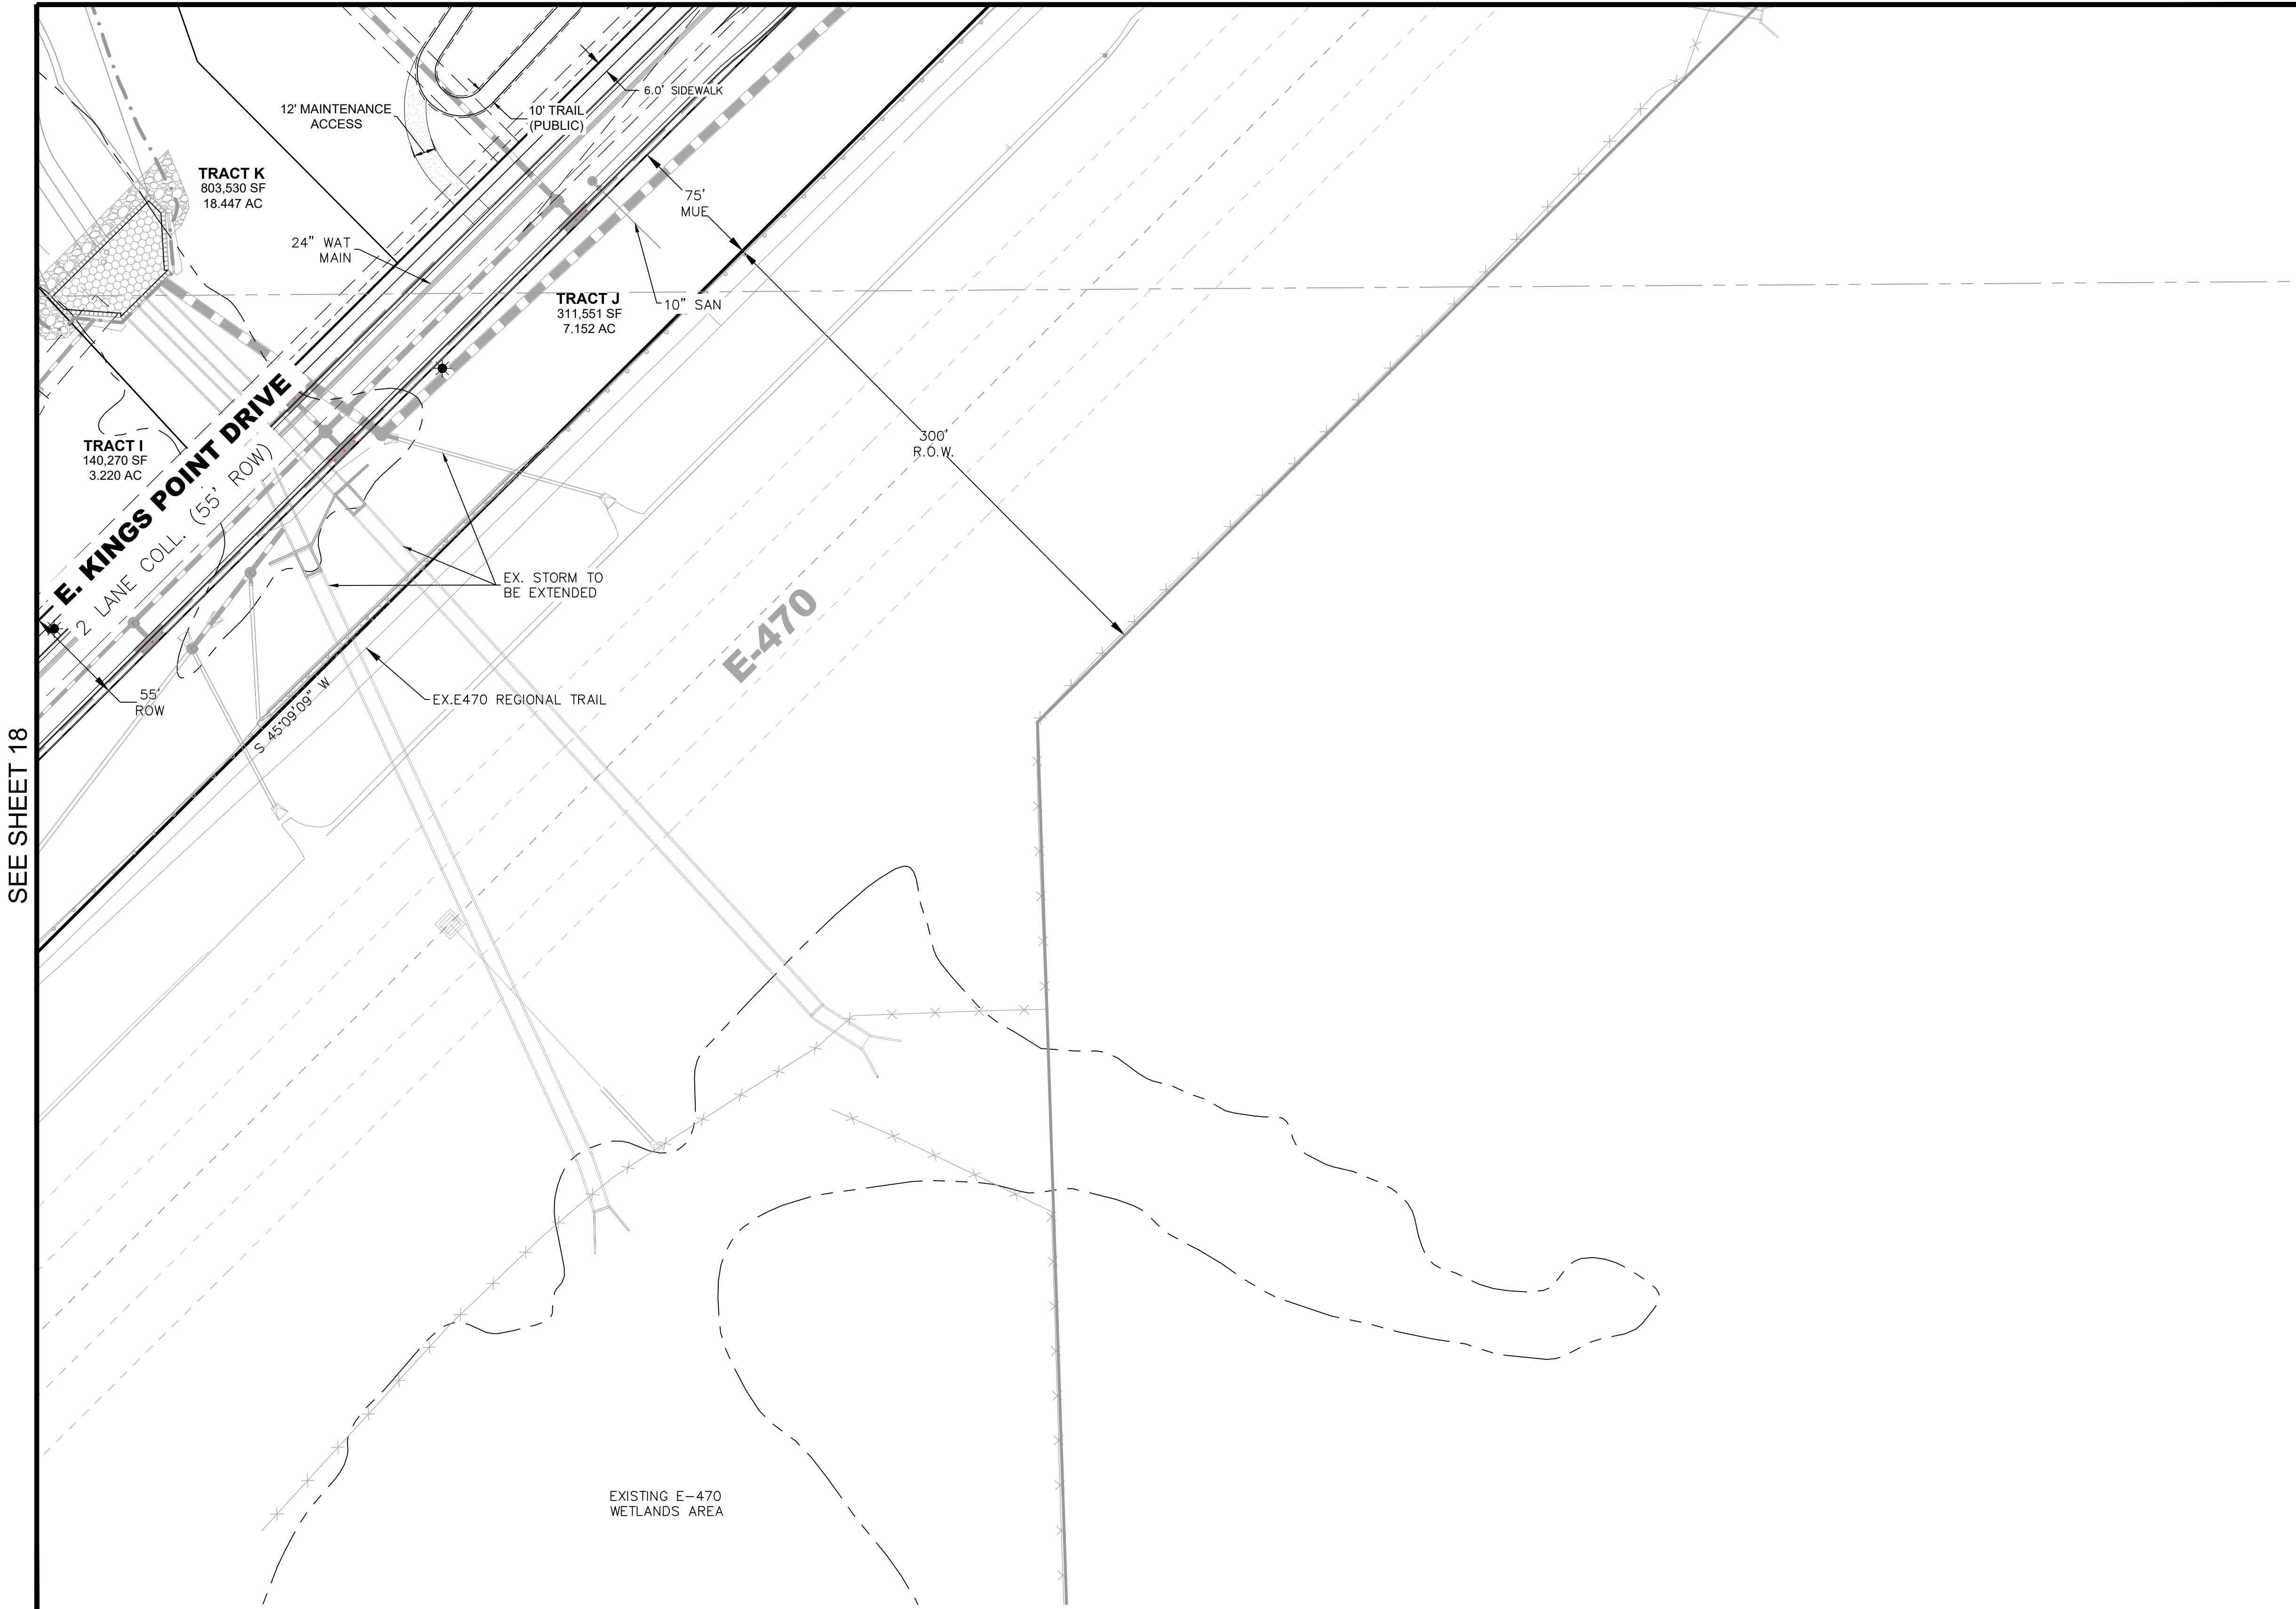 6.0' SIDEWALK
12' MAINTENANCE
ACCESS
10' TRAIL
(PUBLIC)
TRACT K
803,530 SF
18.447 AC
75'
MUE
24" WAT
MAIN
TRACT J
311,551 SF
7.152 AC
10" SAN
TRACT I
140,270 SF
3.220 AC
E. KINGS POINT DRIVE
2 LANE COLL. (55' ROW)
300'
R.O.W.
EX. STORM TO
BE EXTENDED
E-470
EX.E470 REGIONAL TRAIL
55'
ROW
S 45°09'09" W
SEE SHEET 18
EXISTING E-470
WETLANDS AREA